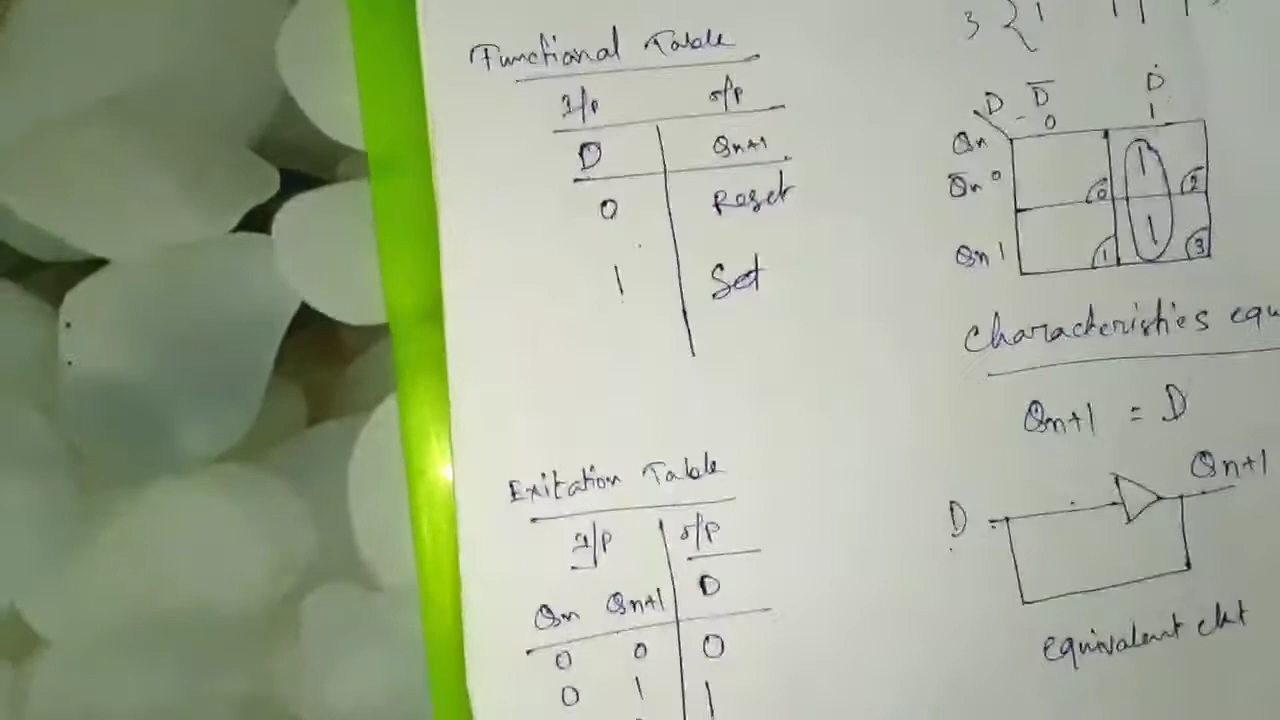 Functional Table
I/p o/p
D Qn+1
0 Reset
1 Set
Exitation Table
I/p o/p
Qn Qn+1 D
0 0 0
0 1 1
3 { 1
D D̅ D
0 1
Qn
Q̅n 0 1
0 2
Qn 1 1
1 3
Characteristics equ
Qn+1 = D
D Qn+1
equivalent ckt